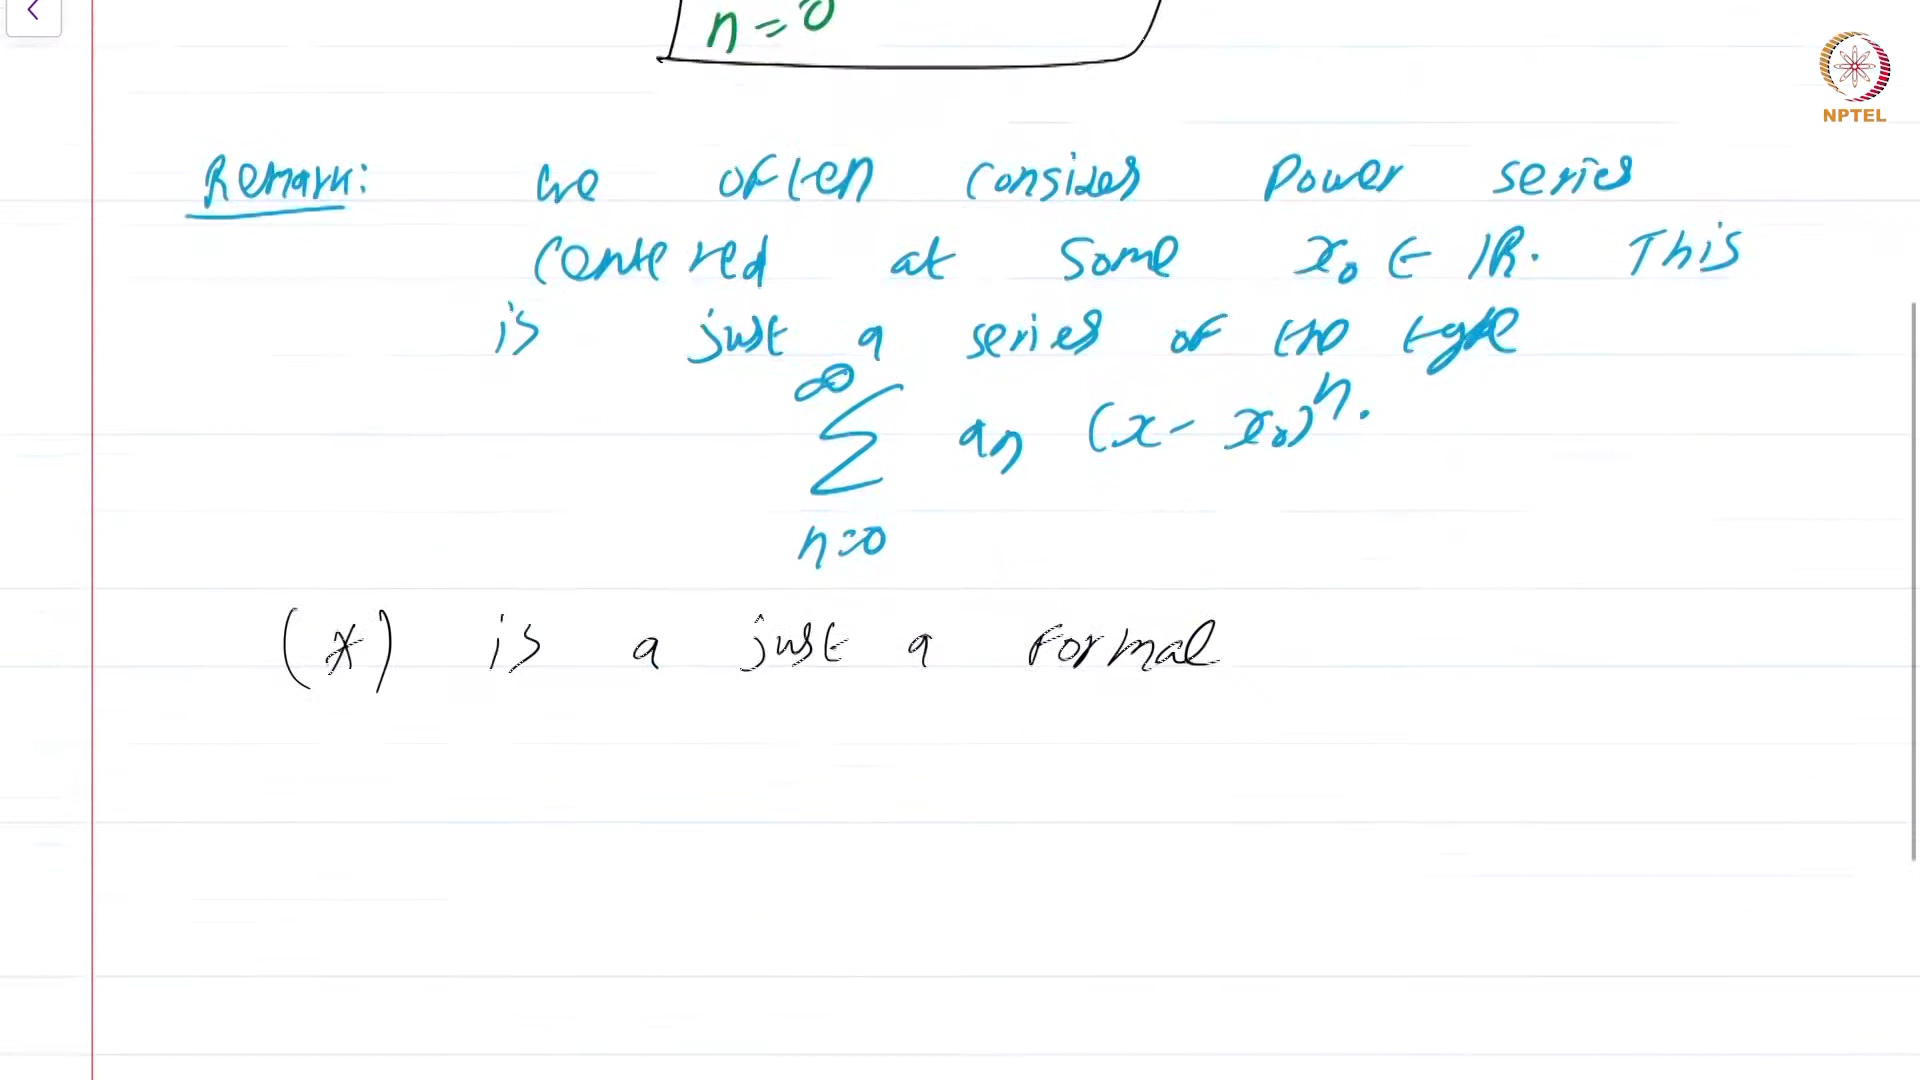 n = 0
NPTEL
Remark: We often consider Power series
centered at some x₀ ∈ ℝ. This
is just a series of the type
∞
∑ aₙ (x - x₀)ⁿ.
n=0
(*) is a just a formal